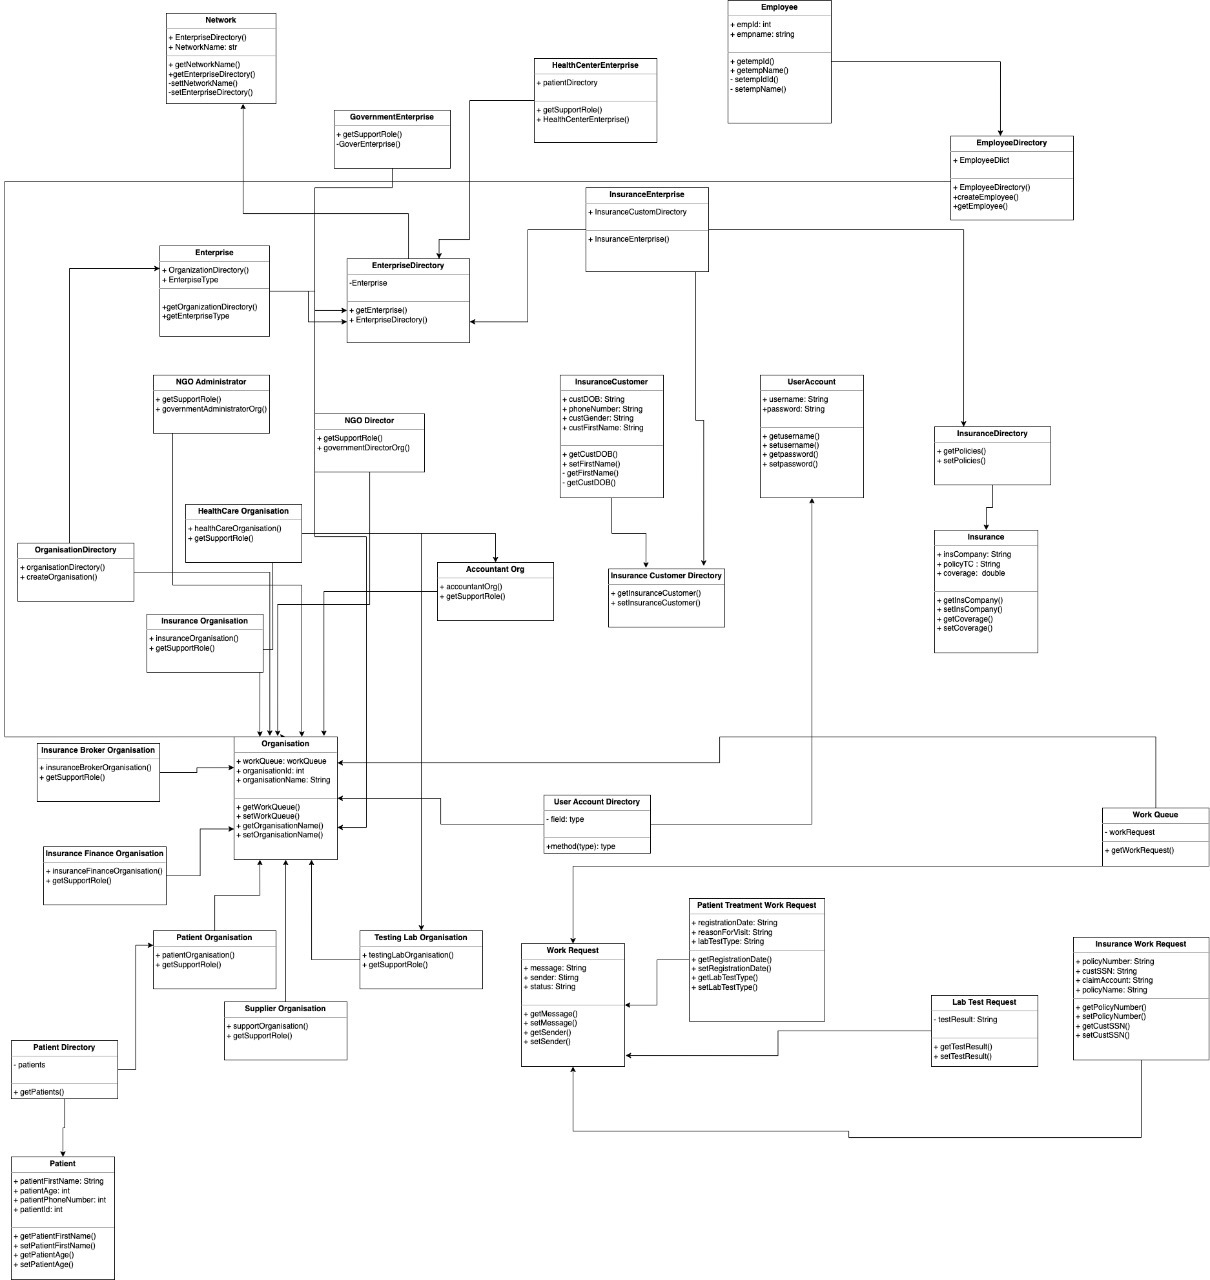 Network
+ EnterpriseDirectory()
+ NetworkName: str
+ getNetworkName()
+getEnterpriseDirectory()
-settNetworkName()
-setEnterpriseDirectory()
Employee
+ empId: int
+ empname: string
+ getempId()
+ getempName()
- setempIdId()
- setempName()
HealthCenterEnterprise
+ patientDirectory
+ getSupportRole()
+ HealthCenterEnterprise()
GovernmentEnterprise
+ getSupportRole()
-GoverEnterprise()
EmployeeDirectory
+ EmployeeDiict
+ EmployeeDirectory()
+createEmployee()
+getEmployee()
InsuranceEnterprise
+ InsuranceCustomDirectory
+ InsuranceEnterprise()
Enterprise
+ OrganizationDirectory()
+ EnterpiseType
+getOrganizationDirectory()
+getEnterpriseType
EnterpriseDirectory
-Enterprise
+ getEnterprise()
+ EnterpriseDirectory()
NGO Administrator
+ getSupportRole()
+ governmentAdministratorOrg()
NGO Director
+ getSupportRole()
+ governmentDirectorOrg()
InsuranceCustomer
+ custDOB: String
+ phoneNumber: String
+ custGender: String
+ custFirstName: String
+ getCustDOB()
+ setFirstName()
- getFirstName()
- getCustDOB()
UserAccount
+ username: String
+password: String
+ getusername()
+ setusername()
+ getpassword()
+ setpassword()
InsuranceDirectory
+ getPolicies()
+ setPolicies()
HealthCare Organisation
+ healthCareOrganisation()
+ getSupportRole()
Insurance
+ insCompany: String
+ policyTC : String
+ coverage: double
+ getInsCompany()
+ setInsCompany()
+ getCoverage()
+ setCoverage()
OrganisationDirectory
+ organisationDirectory()
+ createOrganisation()
Accountant Org
+ accountantOrg()
+ getSupportRole()
Insurance Customer Directory
+ getInsuranceCustomer()
+ setInsuranceCustomer()
Insurance Organisation
+ insuranceOrganisation()
+ getSupportRole()
Insurance Broker Organisation
+ insuranceBrokerOrganisation()
+ getSupportRole()
Organisation
+ workQueue: workQueue
+ organisationId: int
+ organisationName: String
+ getWorkQueue()
+ setWorkQueue()
+ getOrganisationName()
+ setOrganisationName()
User Account Directory
- field: type
+method(type): type
Work Queue
- workRequest
+ getWorkRequest()
Insurance Finance Organisation
+ insuranceFinanceOrganisation()
+ getSupportRole()
Patient Organisation
+ patientOrganisation()
+ getSupportRole()
Testing Lab Organisation
+ testingLabOrganisation()
+ getSupportRole()
Patient Treatment Work Request
+ registrationDate: String
+ reasonForVisit: String
+ labTestType: String
+ getRegistrationDate()
+ setRegistrationDate()
+ getLabTestType()
+ setLabTestType()
Work Request
+ message: String
+ sender: Stirng
+ status: String
+ getMessage()
+ setMessage()
+ getSender()
+ setSender()
Insurance Work Request
+ policyNumber: String
+ custSSN: String
+ claimAccount: String
+ policyName: String
+ getPolicyNumber()
+ setPolicyNumber()
+ getCustSSN()
+ setCustSSN()
Supplier Organisation
+ supportOrganisation()
+ getSupportRole()
Lab Test Request
- testResult: String
+ getTestResult()
+ setTestResult()
Patient Directory
- patients
+ getPatients()
Patient
+ patientFirstName: String
+ patientAge: int
+ patientPhoneNumber: int
+ patientId: int
+ getPatientFirstName()
+ setPatientFirstName()
+ getPatientAge()
+ setPatientAge()